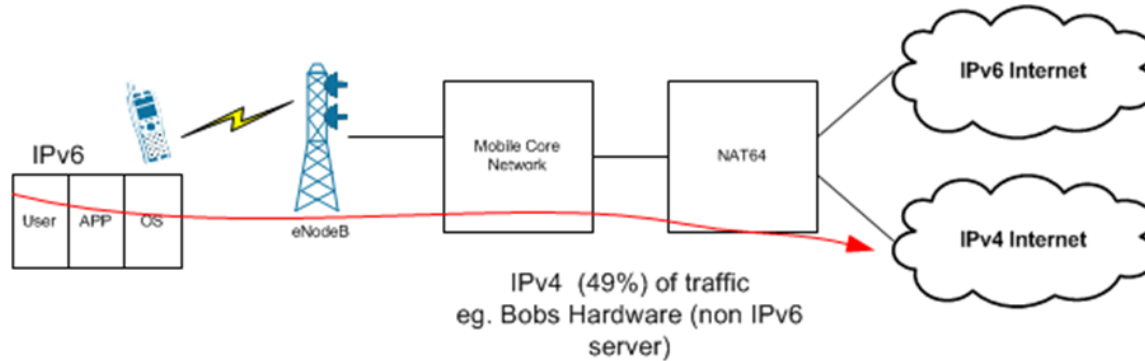 IPv6
User
APP
OS
eNodeB
Mobile Core
Network
NAT64
IPv6 Internet
IPv4 Internet
IPv4 (49%) of traffic
eg. Bobs Hardware (non IPv6
server)